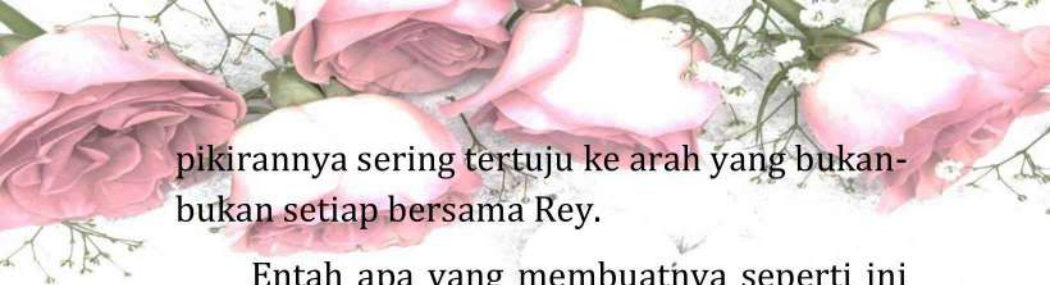 pikirannya sering tertuju ke arah yang bukan-
bukan setiap bersama Rey.
Entah apa yang membuatnya seperti ini